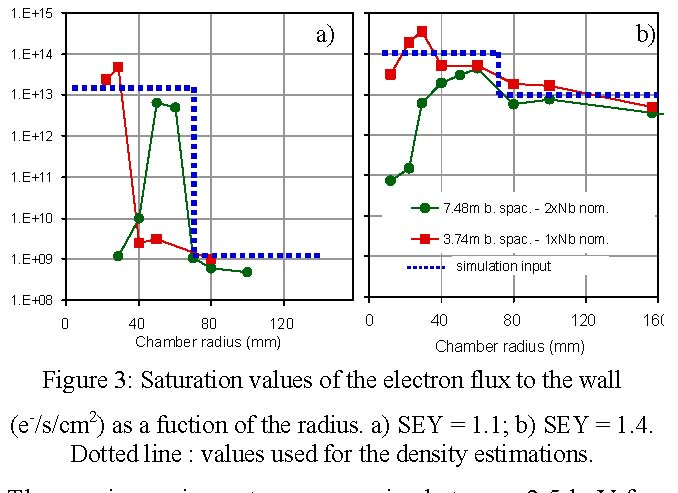 1.E+15
1.E+14
1.E+13
1.E+12
1.E+11
1.E+10
1.E+09
1.E+08
a)
0 40 80 120
Chamber radius (mm)
b)
7.48m b. spac. - 2xNb nom.
3.74m b. spac. - 1xNb nom.
simulation input
0 40 80 120 160
Chamber radius (mm)
Figure 3: Saturation values of the electron flux to the wall
(e⁻/s/cm²) as a fuction of the radius. a) SEY = 1.1; b) SEY = 1.4.
Dotted line : values used for the density estimations.